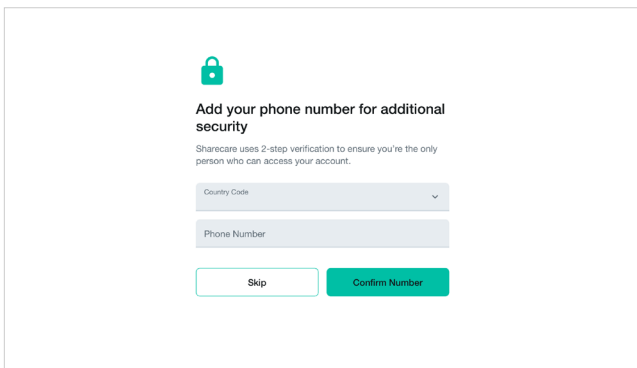 Add your phone number for additional
security
Sharecare uses 2-step verification to ensure you're the only
person who can access your account.
Country Code
Phone Number
Skip
Confirm Number